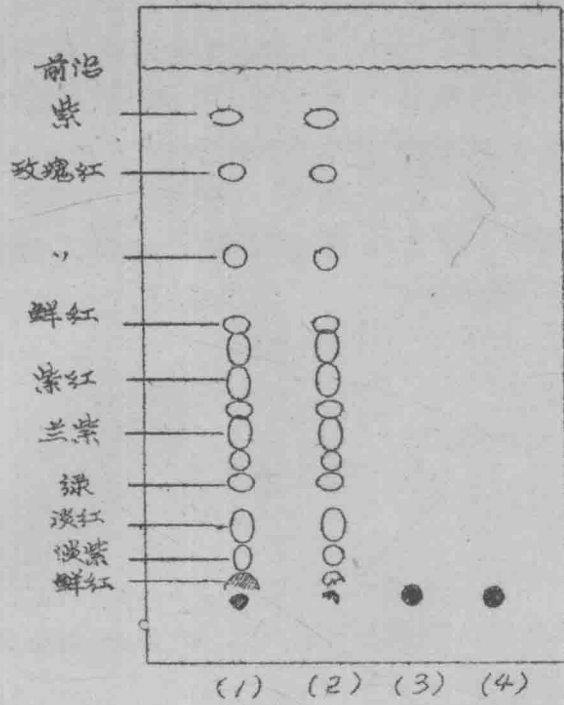 前沿
紫
玫瑰红
〃
鲜红
紫红
兰紫
绿
淡红
淡紫
鲜红
(1) (2) (3) (4)